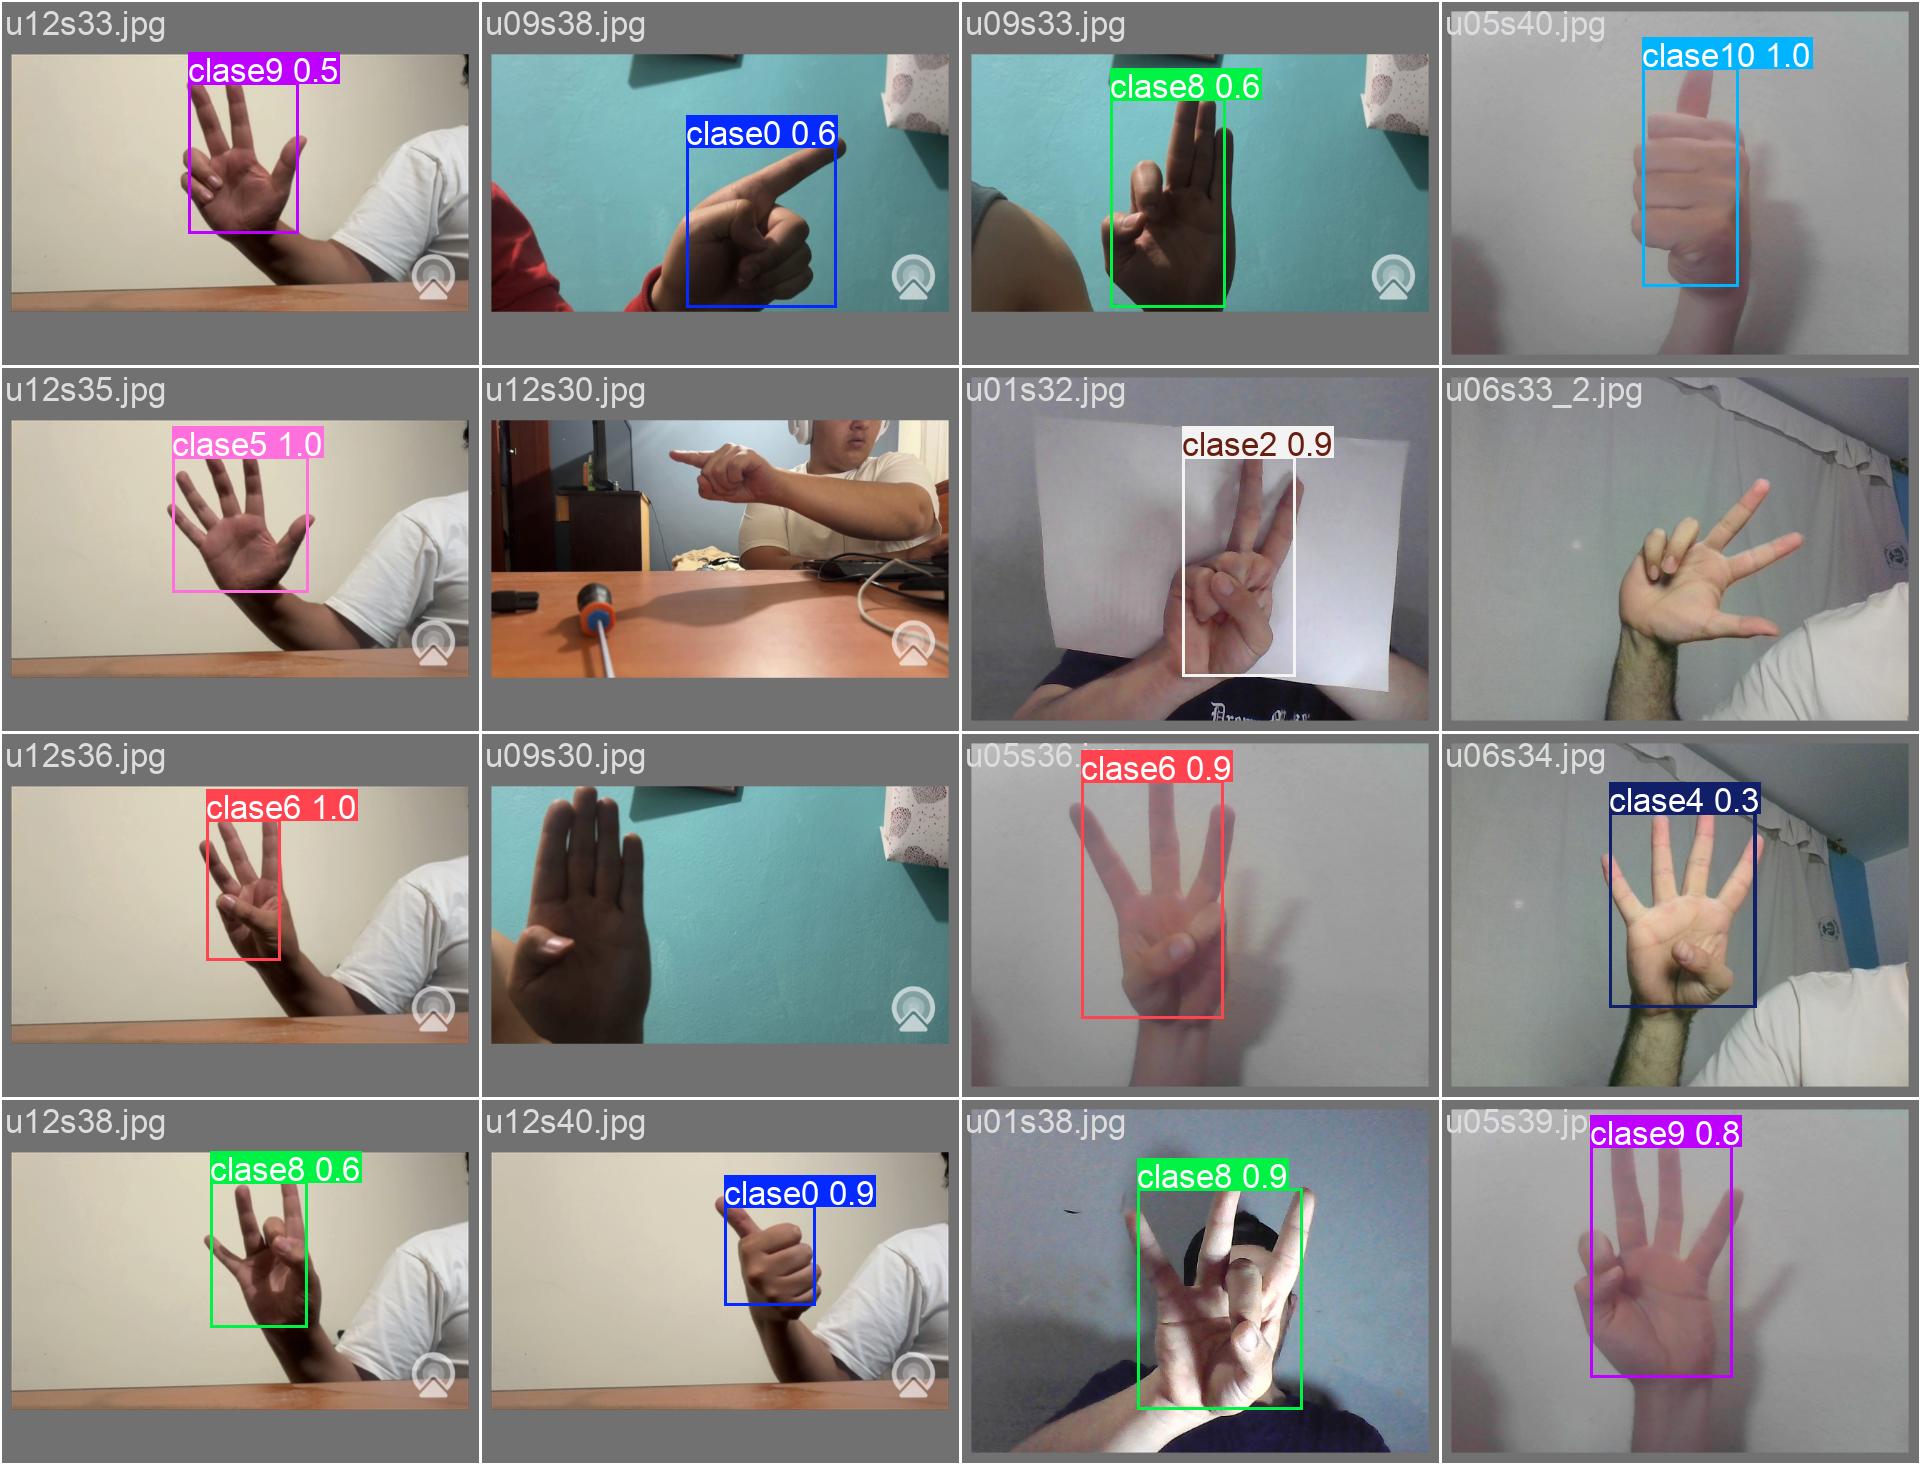 u12s33.jpg
clase9 0.5
u09s38.jpg
clase0 0.6
u09s33.jpg
clase8 0.6
u05s40.jpg
clase10 1.0
u12s35.jpg
clase5 1.0
u12s30.jpg
u01s32.jpg
clase2 0.9
u06s33_2.jpg
u12s36.jpg
clase6 1.0
u09s30.jpg
u05s36.
clase6 0.9
u06s34.jpg
clase4 0.3
u12s38.jpg
clase8 0.6
u12s40.jpg
clase0 0.9
u01s38.jpg
clase8 0.9
u05s39.jp
clase9 0.8